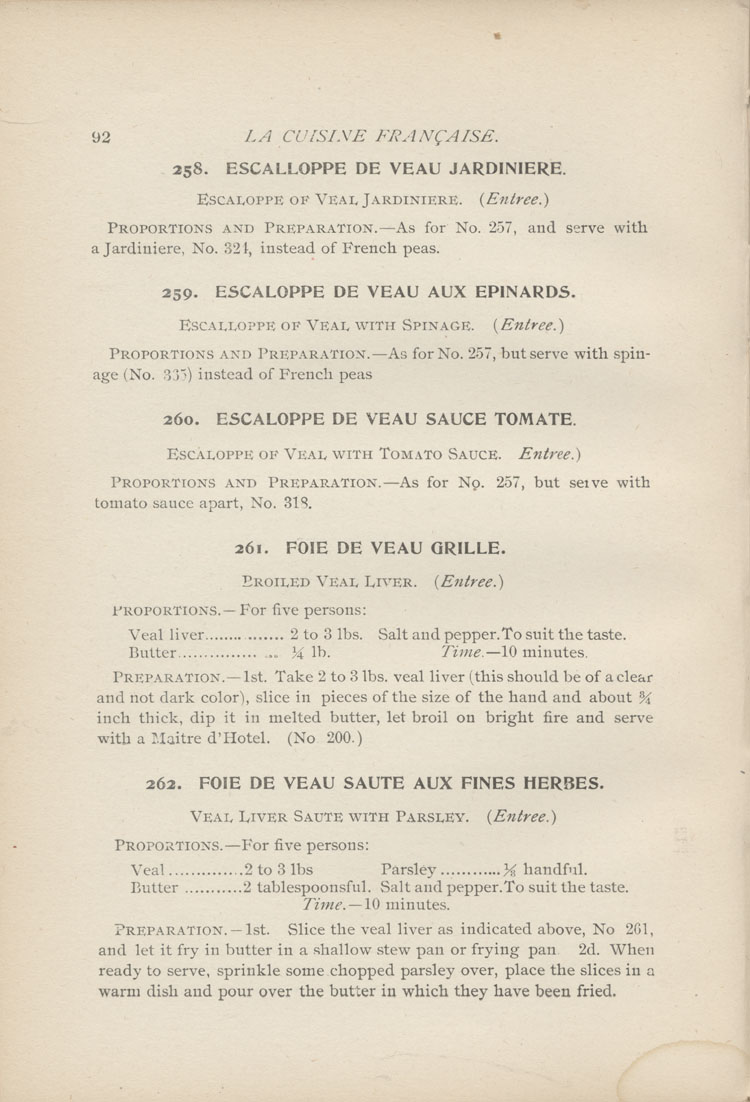 92 LA CUISINE FRANÇAISE.
258. ESCALLOPPE DE VEAU JARDINIERE.
ESCALOPPE OF VEAL JARDINIERE. (Entree.)
PROPORTIONS AND PREPARATION.—As for No. 257, and serve with
a Jardiniere, No. 324, instead of French peas.
259. ESCALOPPE DE VEAU AUX EPINARDS.
ESCALLOPPE OF VEAL WITH SPINAGE. (Entree.)
PROPORTIONS AND PREPARATION.—As for No. 257, but serve with spin-
age (No. 335) instead of French peas
260. ESCALOPPE DE VEAU SAUCE TOMATE.
ESCALOPPE OF VEAL WITH TOMATO SAUCE. Entree.)
PROPORTIONS AND PREPARATION.—As for No. 257, but serve with
tomato sauce apart, No. 318.
261. FOIE DE VEAU GRILLE.
BROILED VEAL LIVER. (Entree.)
PROPORTIONS.—For five persons:
Veal liver............... 2 to 3 lbs. Salt and pepper.To suit the taste.
Butter.................. ¼ lb. Time.—10 minutes.
PREPARATION.—1st. Take 2 to 3 lbs. veal liver (this should be of a clear
and not dark color), slice in pieces of the size of the hand and about ¾
inch thick, dip it in melted butter, let broil on bright fire and serve
with a Maitre d'Hotel. (No 200.)
262. FOIE DE VEAU SAUTE AUX FINES HERBES.
VEAL LIVER SAUTE WITH PARSLEY. (Entree.)
PROPORTIONS.—For five persons:
Veal..............2 to 3 lbs Parsley............⅛ handful.
Butter...........2 tablespoonsful. Salt and pepper.To suit the taste.
Time.—10 minutes.
PREPARATION.—1st. Slice the veal liver as indicated above, No 261,
and let it fry in butter in a shallow stew pan or frying pan 2d. When
ready to serve, sprinkle some chopped parsley over, place the slices in a
warm dish and pour over the butter in which they have been fried.